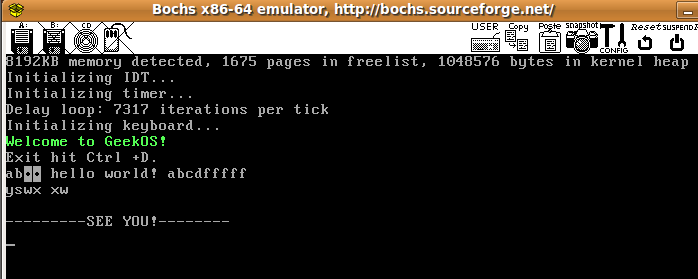 Bochs x86-64 emulator, http://bochs.sourceforge.net/
A: B: CD USER Copy Paste snapshot CONFIG Reset SUSPEND
8192KB memory detected, 1675 pages in freelist, 1048576 bytes in kernel heap
Initializing IDT...
Initializing timer...
Delay loop: 7317 iterations per tick
Initializing keyboard...
Welcome to GeekOS!
Exit hit Ctrl +D.
ab◘◘ hello world! abcdfffff
yswx xw
---------SEE YOU!--------
_